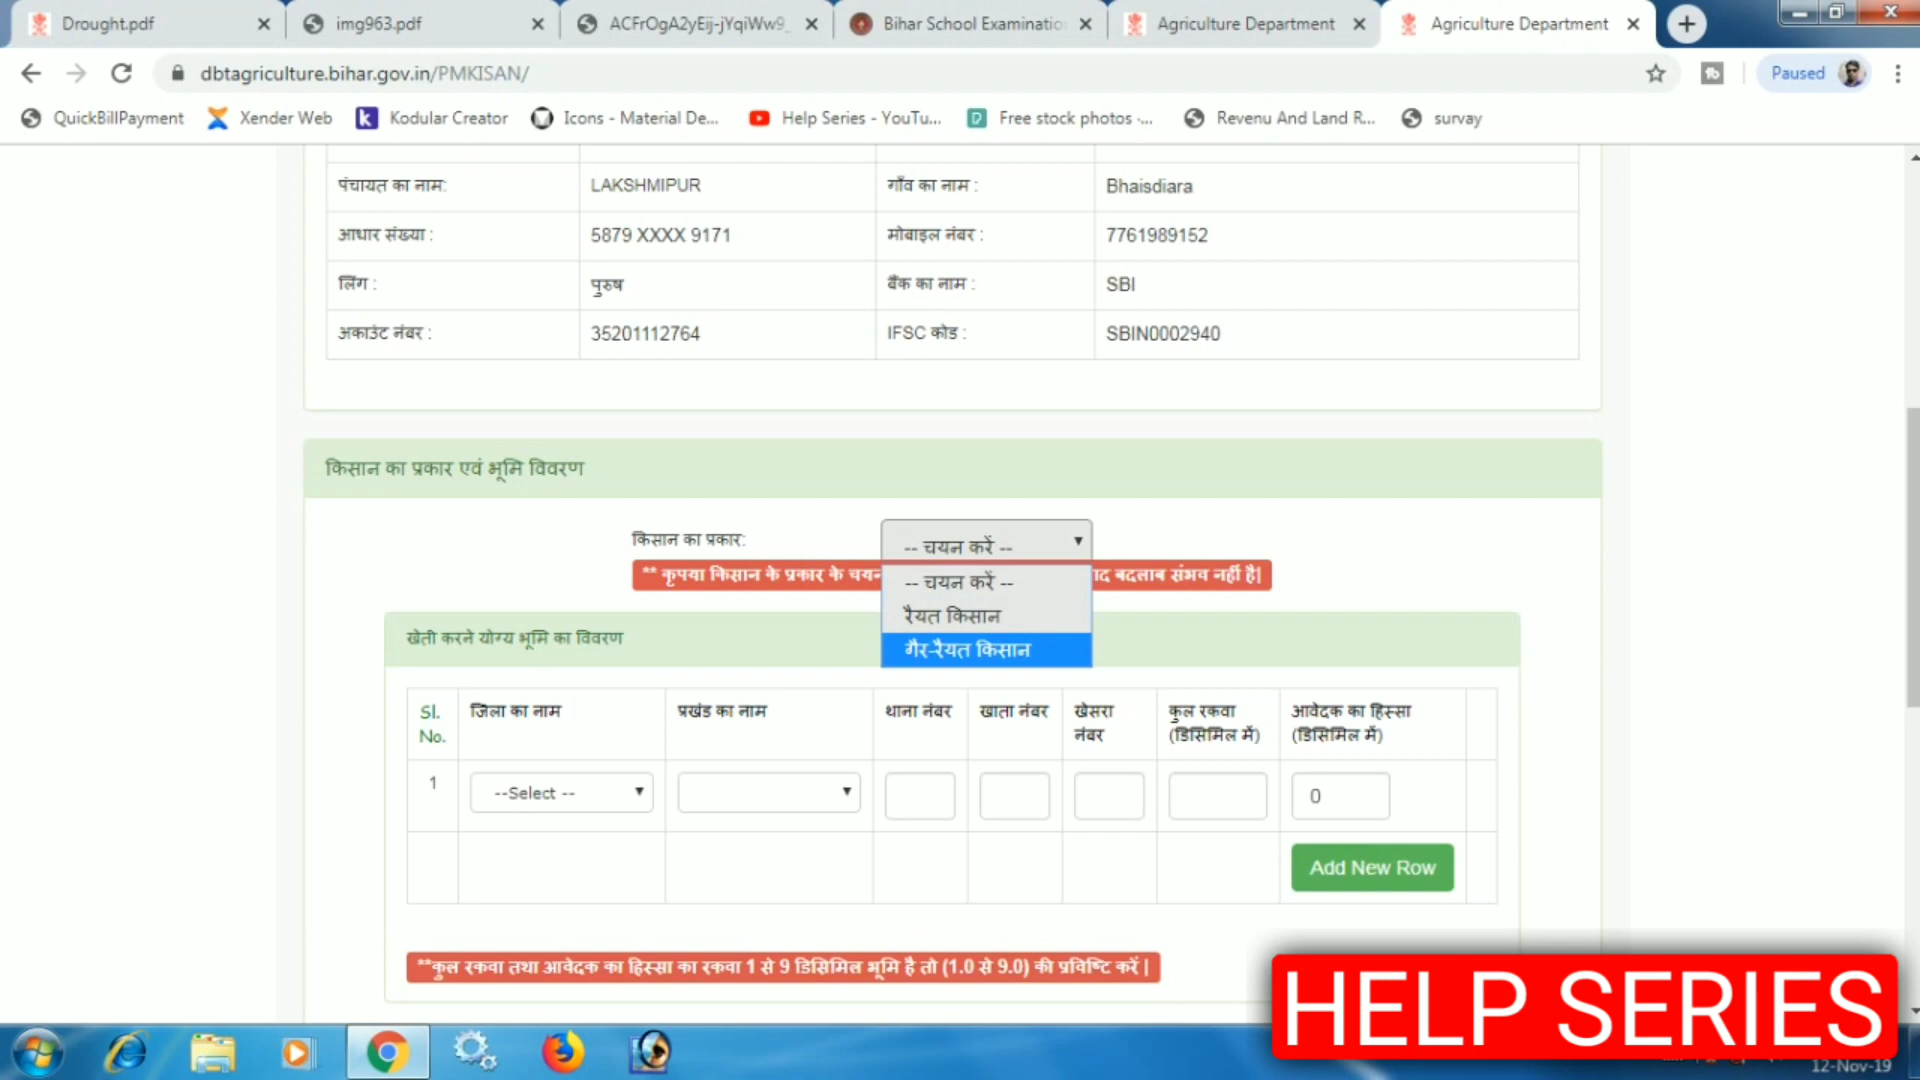 Drought.pdf
img963.pdf
ACFrOgA2yEij-jYqiWw9_
Bihar School Examinatio
Agriculture Department
Agriculture Department
dbtagriculture.bihar.gov.in/PMKISAN/
Paused
QuickBillPayment
Xender Web
Kodular Creator
Icons - Material De...
Help Series - YouTu...
Free stock photos ·...
Revenu And Land R...
survay
पंचायत का नाम: LAKSHMIPUR गाँव का नाम : Bhaisdiara
आधार संख्या : 5879 XXXX 9171 मोबाइल नंबर : 7761989152
लिंग : पुरुष बैंक का नाम : SBI
अकाउंट नंबर : 35201112764 IFSC कोड : SBIN0002940
किसान का प्रकार एवं भूमि विवरण
किसान का प्रकार:
-- चयन करें --
** कृपया किसान के प्रकार के चयन
बदलाब संभव नहीं है|
-- चयन करें --
रैयत किसान
गैर-रैयत किसान
खेती करने योग्य भूमि का विवरण
Sl. No. जिला का नाम प्रखंड का नाम थाना नंबर खाता नंबर खेसरा नंबर कुल रकवा (डिसिमिल में) आवेदक का हिस्सा (डिसिमिल में)
1 --Select -- 0
Add New Row
**कुल रकवा तथा आवेदक का हिस्सा का रकवा 1 से 9 डिसिमिल भूमि है तो (1.0 से 9.0) की प्रविष्टि करें |
HELP SERIES
12-Nov-19